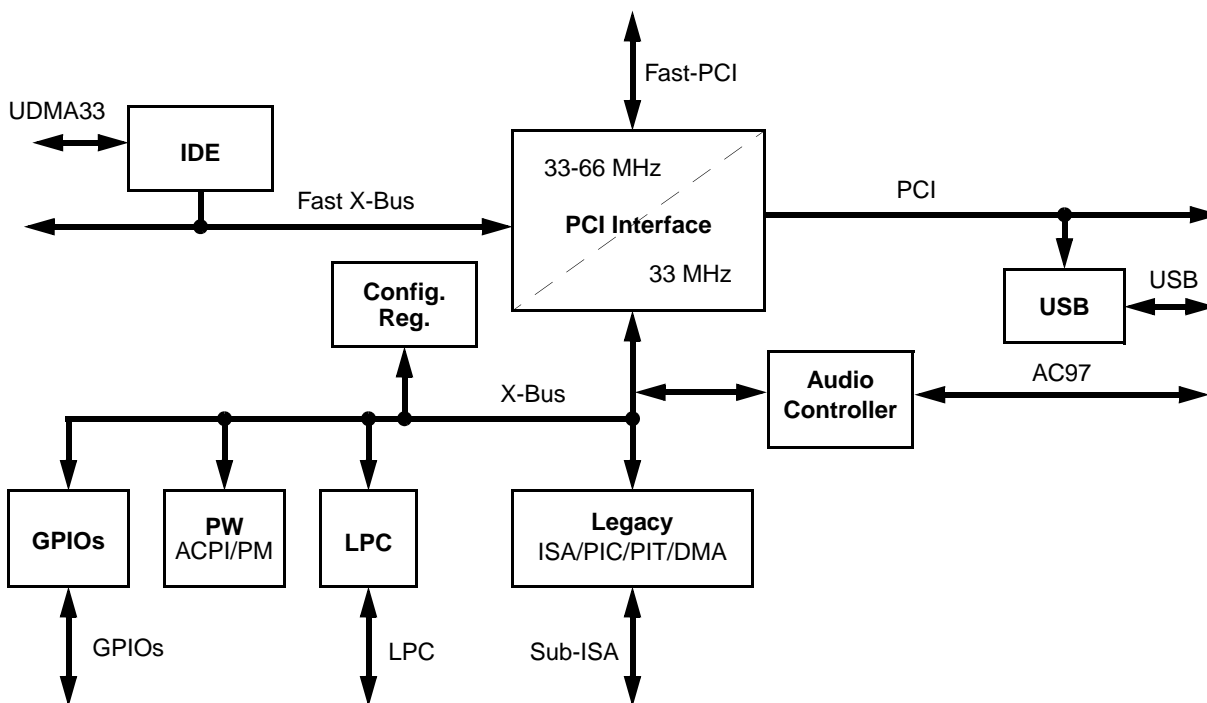 Fast-PCI
UDMA33
IDE
33-66 MHz
PCI Interface
33 MHz
Fast X-Bus
PCI
Config.
Reg.
USB
USB
X-Bus
Audio
Controller
AC97
GPIOs
PW
ACPI/PM
LPC
Legacy
ISA/PIC/PIT/DMA
GPIOs
LPC
Sub-ISA